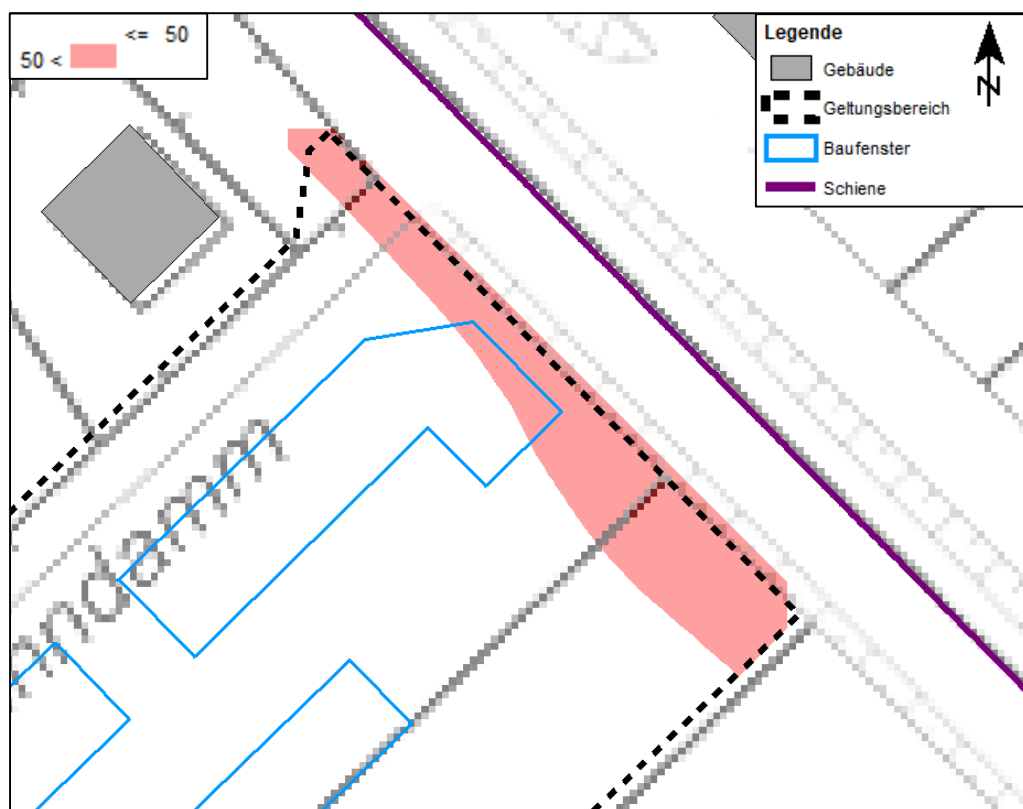 <= 50
50 <
Legende
Gebäude
Geltungsbereich
Baufenster
Schiene
N
ndamm